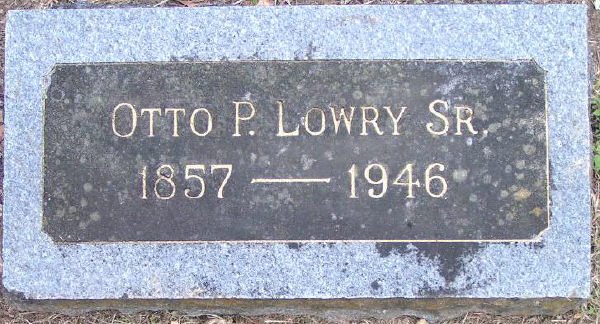 OTTO P. LOWRY SR.
1857 — 1946